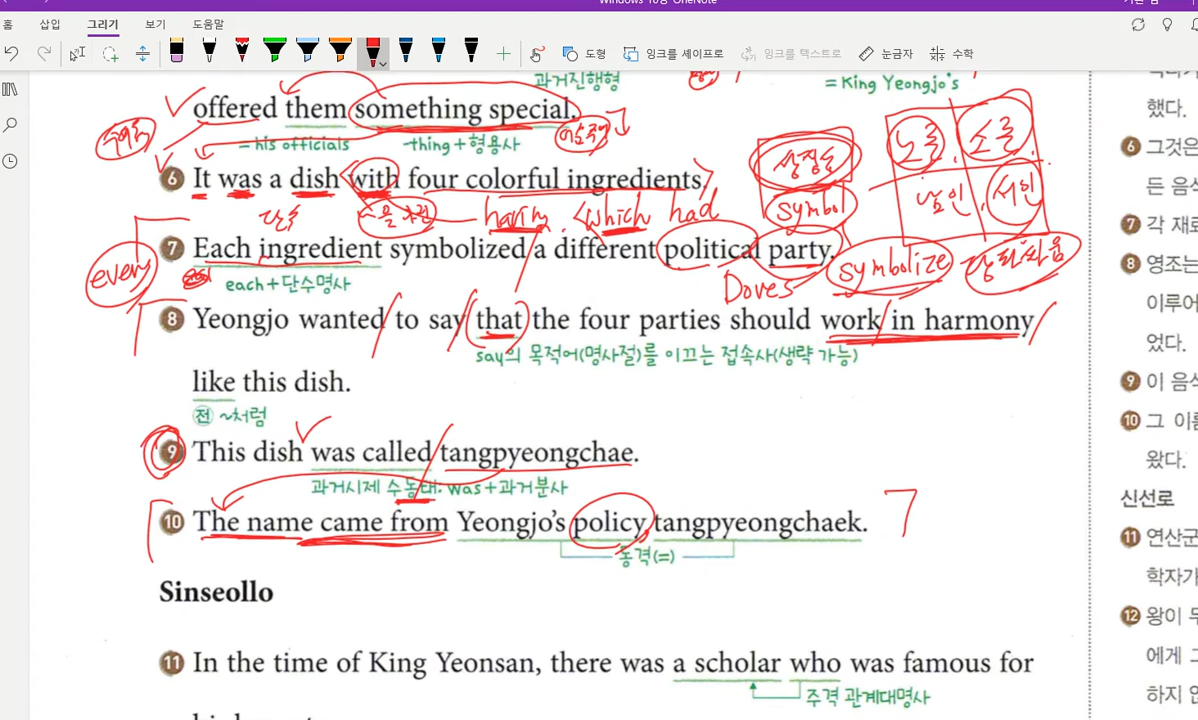 Windows 10용 OneNote
홈 삽입 그리기 보기 도움말
도형 잉크를 셰이프로 잉크를 텍스트로 눈금자 수학
과거진행형
= King Yeongjo's
offered them something special.
= his officials -thing+형용사
했다.
⑥ It was a dish with four colorful ingredients.
상징물
노론 소론
⑥ 그것은
든 음식
having which had
symbol
남인 서인
⑦ Each ingredient symbolized a different political party.
⑦ 각 재료
every
each+단수명사
Doves
symbolize
⑧ 영조는
⑧ Yeongjo wanted to say that the four parties should work in harmony
이루어
say의 목적어(명사절)를 이끄는 접속사(생략 가능)
었다.
like this dish.
⑨ 이 음식
前 ~처럼
⑩ 그 이름
⑨ This dish was called tangpyeongchae.
왔다.
과거시제 수동태: was+과거분사
신선로
⑩ The name came from Yeongjo's policy, tangpyeongchaek.
7
동격(=)
⑪ 연산군
학자가
Sinseollo
⑫ 왕이
에게 그
⑪ In the time of King Yeonsan, there was a scholar who was famous for
주격 관계대명사
하지 않